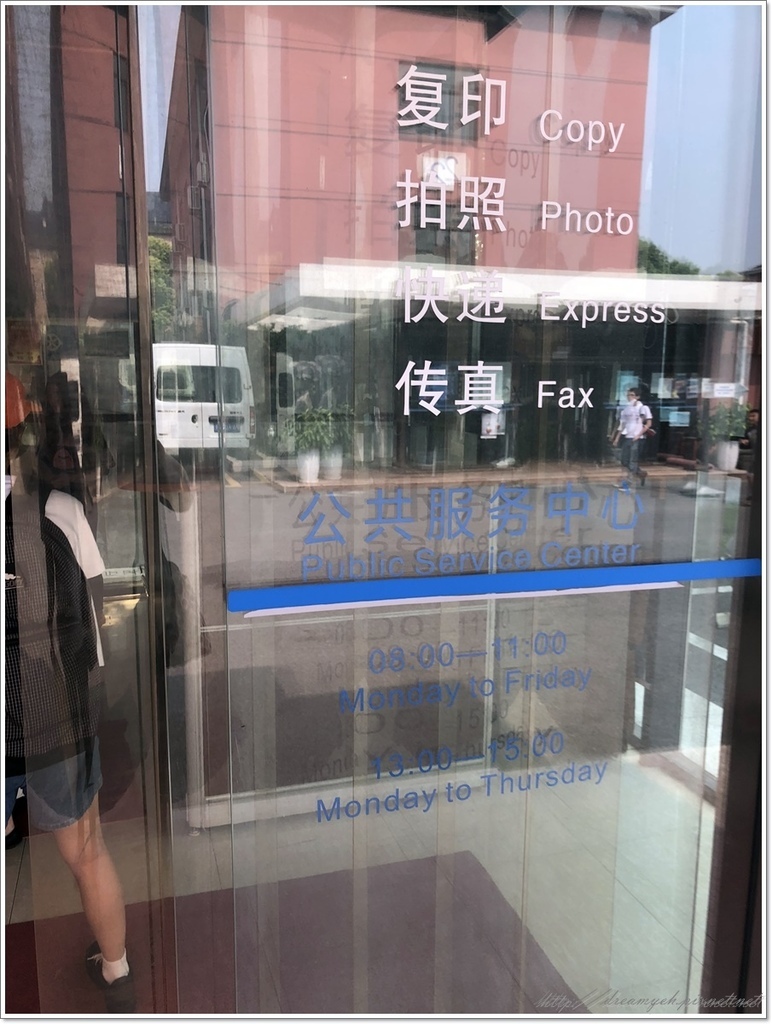 复印 Copy
拍照 Photo
快递 Express
传真 Fax
公共服务中心
Public Service Center
08:00—11:00
Monday to Friday
13:00—15:00
Monday to Thursday